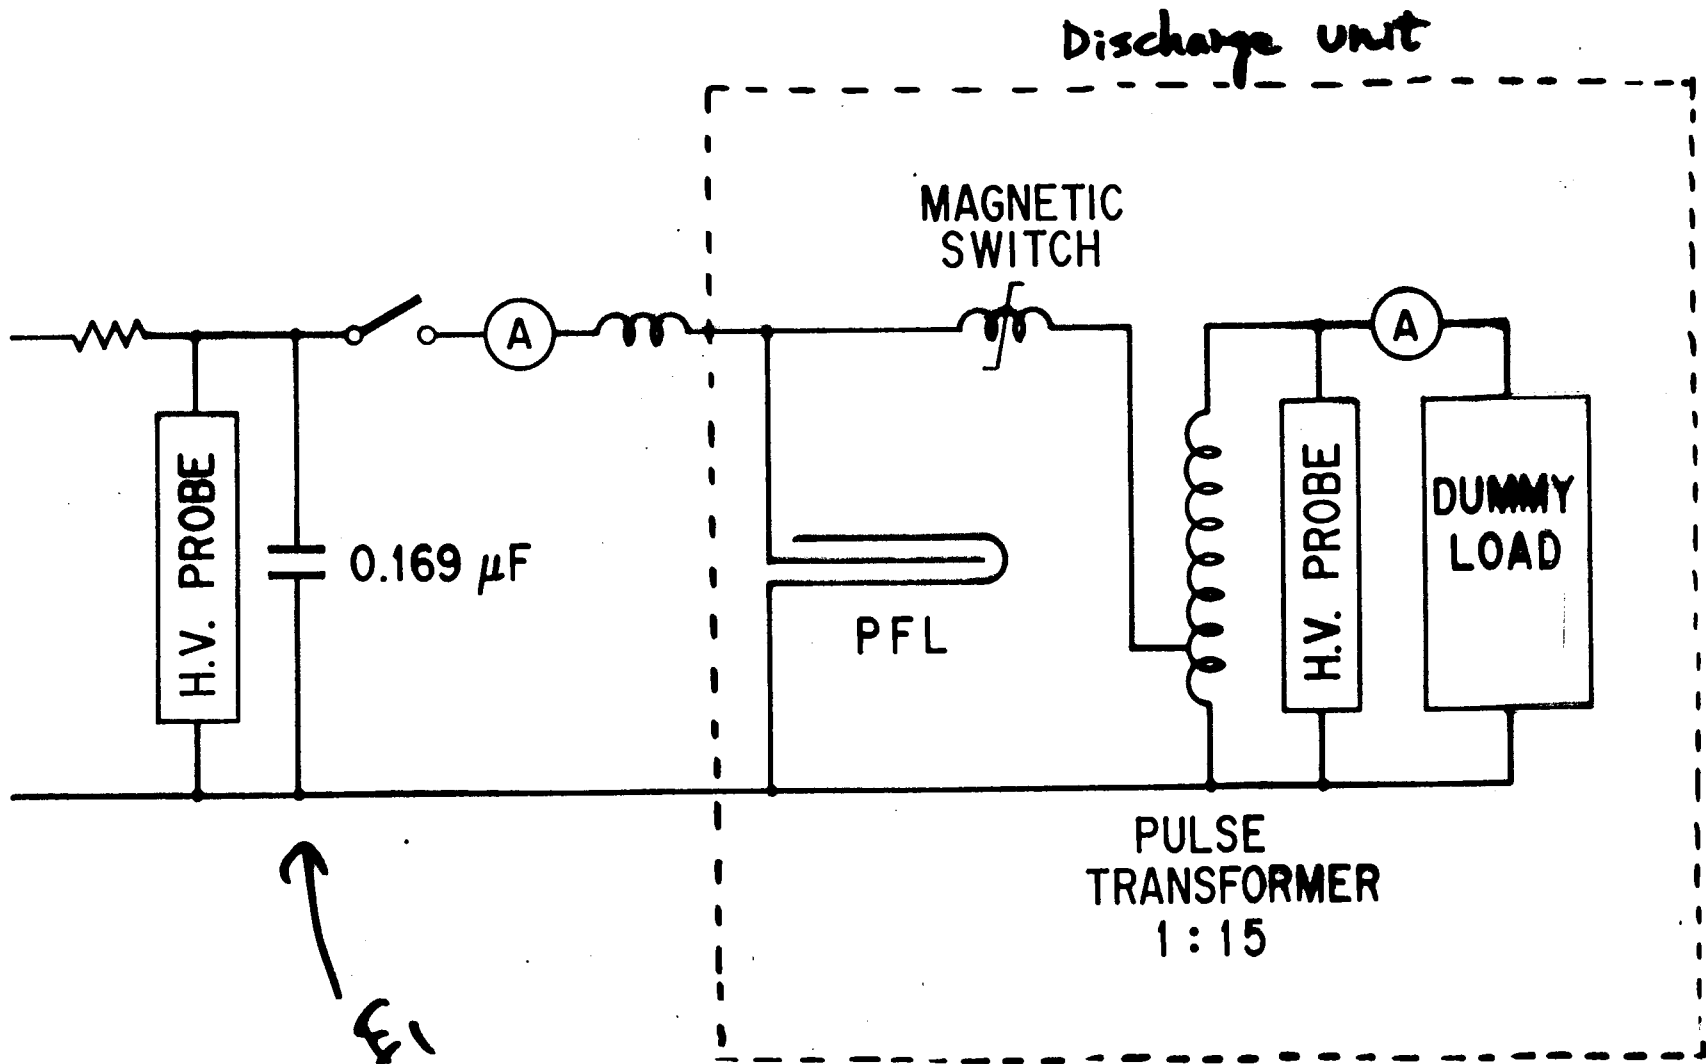 Discharge unit
MAGNETIC
SWITCH
A
A
H.V. PROBE
0.169 µF
PFL
H.V. PROBE
DUMMY
LOAD
PULSE
TRANSFORMER
1 : 15
E1